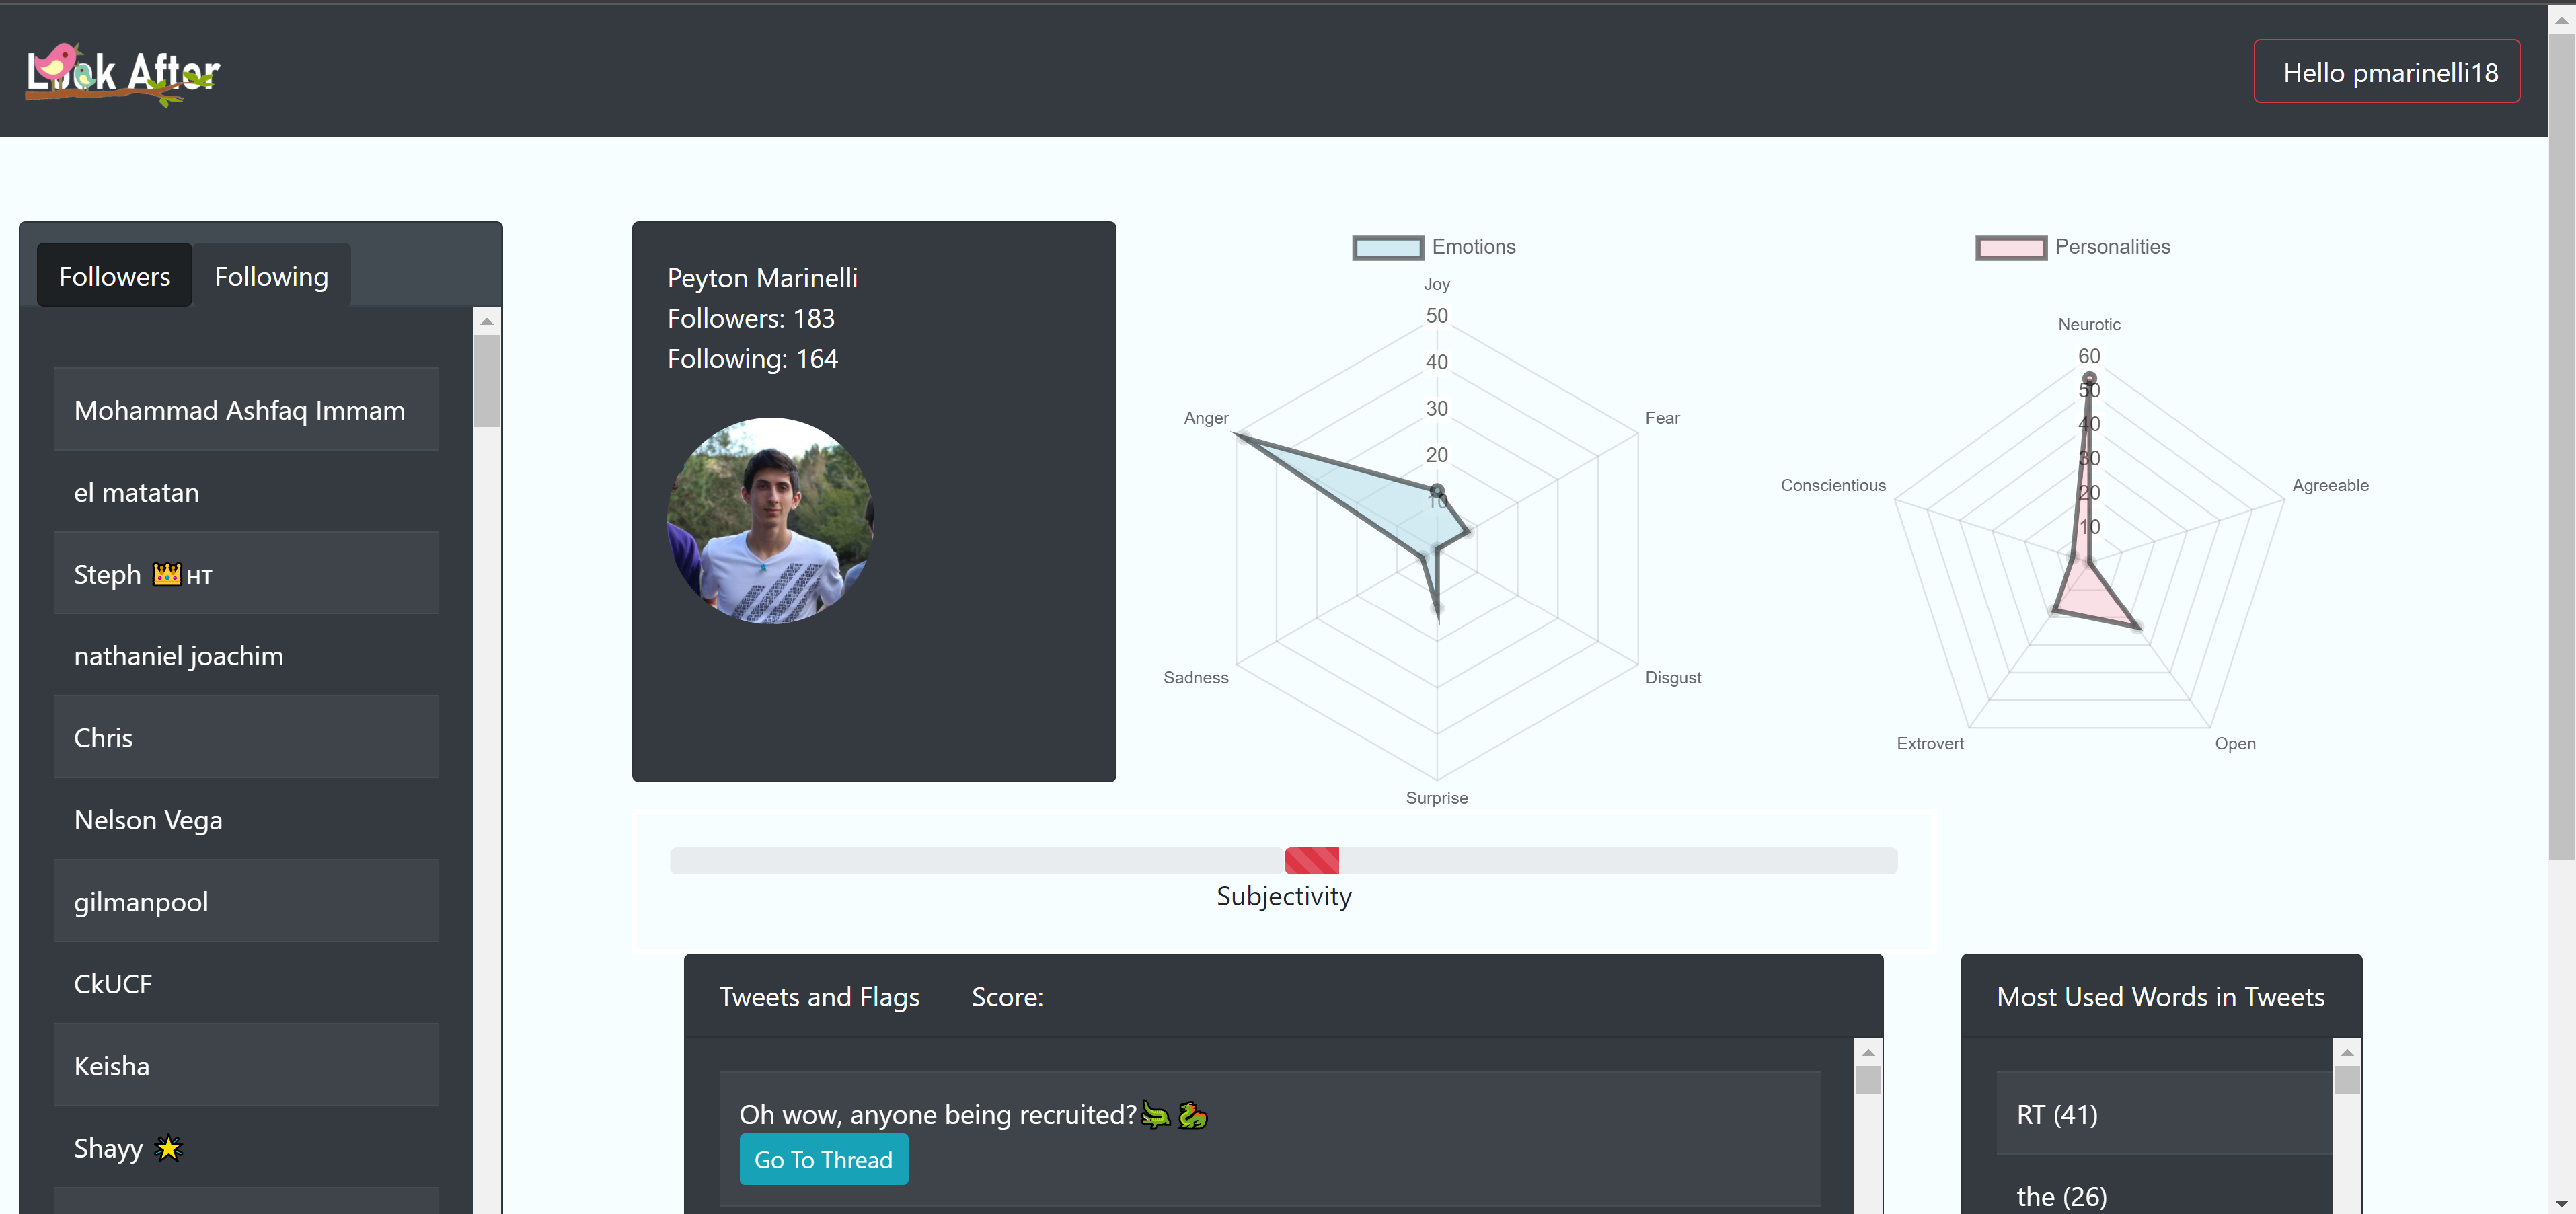 Look After
Hello pmarinelli18
Followers
Following
Mohammad Ashfaq Immam
el matatan
Steph 👑 HT
nathaniel joachim
Chris
Nelson Vega
gilmanpool
CkUCF
Keisha
Shayy 🌟
Peyton Marinelli
Followers: 183
Following: 164
Emotions
Joy
50
40
30
20
10
Anger
Fear
Sadness
Disgust
Surprise
Personalities
Neurotic
60
50
40
30
20
10
Conscientious
Agreeable
Extrovert
Open
Subjectivity
Tweets and Flags Score:
Oh wow, anyone being recruited?🐊🐉
Go To Thread
Most Used Words in Tweets
RT (41)
the (26)